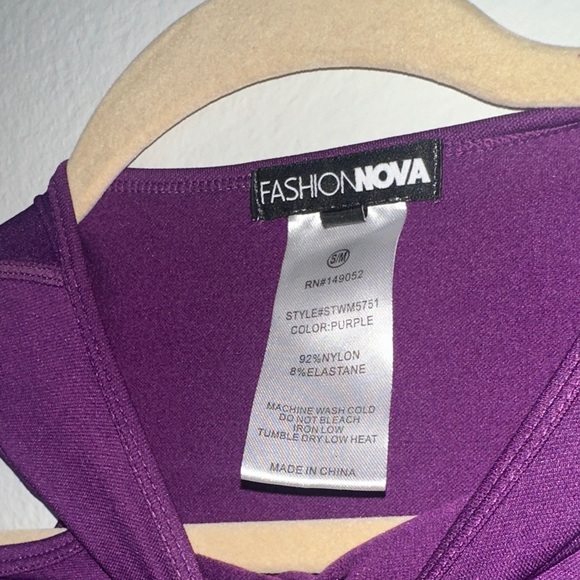 FASHIONNOVA
S/M
RN#149052
STYLE#STWM5751
COLOR:PURPLE
92%NYLON
8%ELASTANE
MACHINE WASH COLD
DO NOT BLEACH
IRON LOW
TUMBLE DRY LOW HEAT
MADE IN CHINA